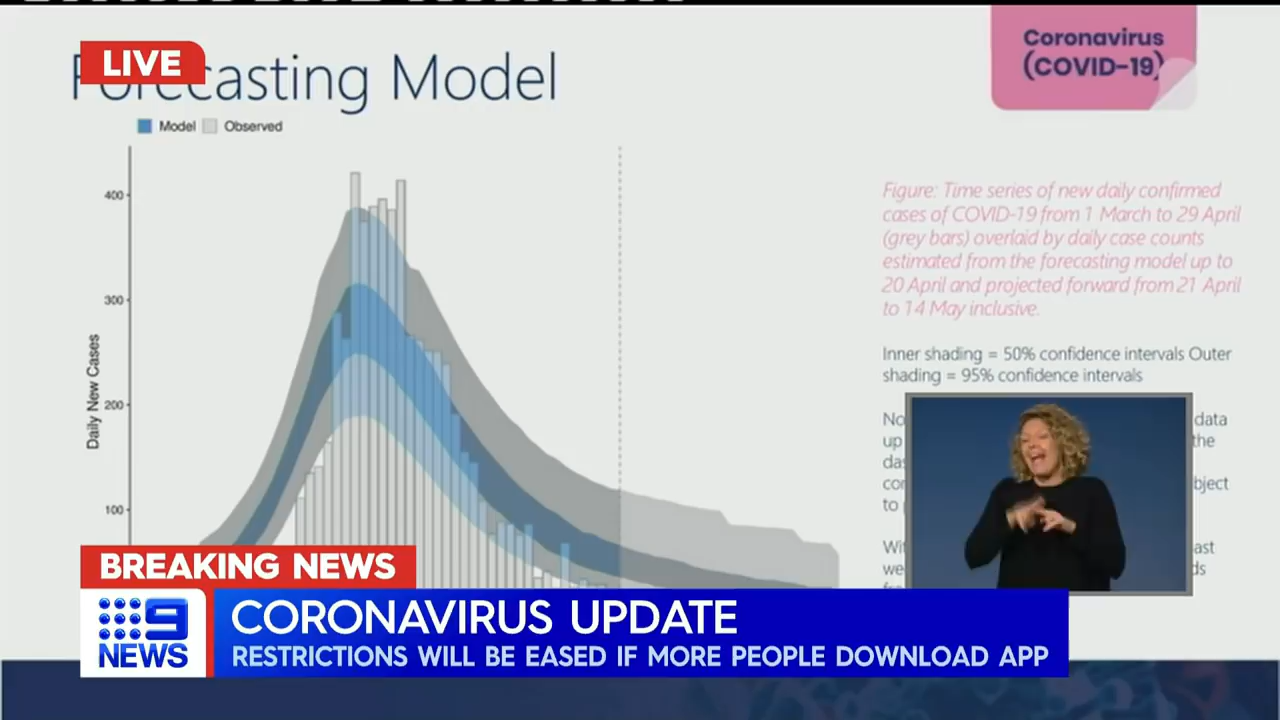 LIVE
Forecasting Model
Coronavirus
(COVID-19)
Model Observed
400
300
200
100
Daily New Cases
Figure: Time series of new daily confirmed
cases of COVID-19 from 1 March to 29 April
(grey bars) overlaid by daily case counts
estimated from the forecasting model up to
20 April and projected forward from 21 April
to 14 May inclusive.
Inner shading = 50% confidence intervals Outer
shading = 95% confidence intervals
data
up the
to
BREAKING NEWS
9
NEWS
CORONAVIRUS UPDATE
RESTRICTIONS WILL BE EASED IF MORE PEOPLE DOWNLOAD APP